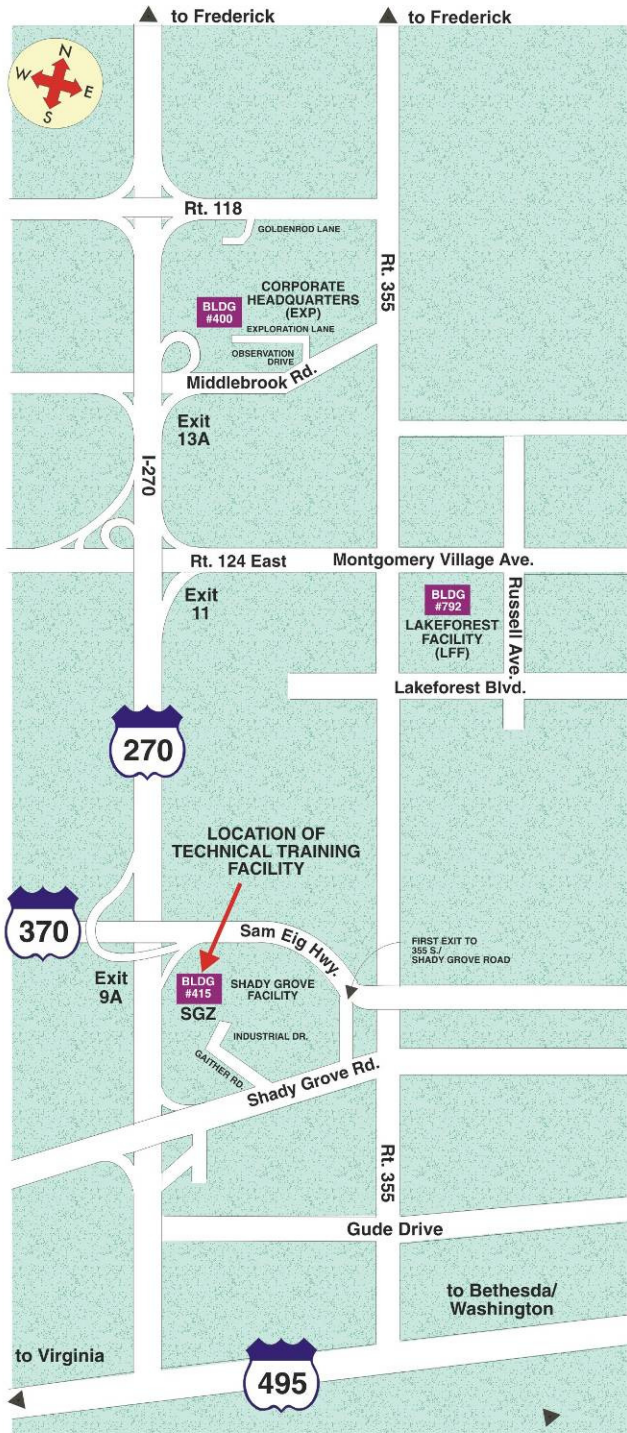 to Frederick
to Frederick
N
W
E
S
Rt. 118
GOLDENROD LANE
Rt. 355
CORPORATE
HEADQUARTERS
(EXP)
BLDG
#400
EXPLORATION LANE
OBSERVATION
DRIVE
Middlebrook Rd.
Exit
13A
I-270
Rt. 124 East
Montgomery Village Ave.
Exit
11
BLDG
#792
LAKEFOREST
FACILITY
(LFF)
Russell Ave.
Lakeforest Blvd.
270
LOCATION OF
TECHNICAL TRAINING
FACILITY
370
Sam Eig Hwy.
FIRST EXIT TO
355 S./
SHADY GROVE ROAD
Exit
9A
BLDG
#415
SGZ
SHADY GROVE
FACILITY
INDUSTRIAL DR.
GAITHER RD.
Shady Grove Rd.
Rt. 355
Gude Drive
to Bethesda/
Washington
to Virginia
495